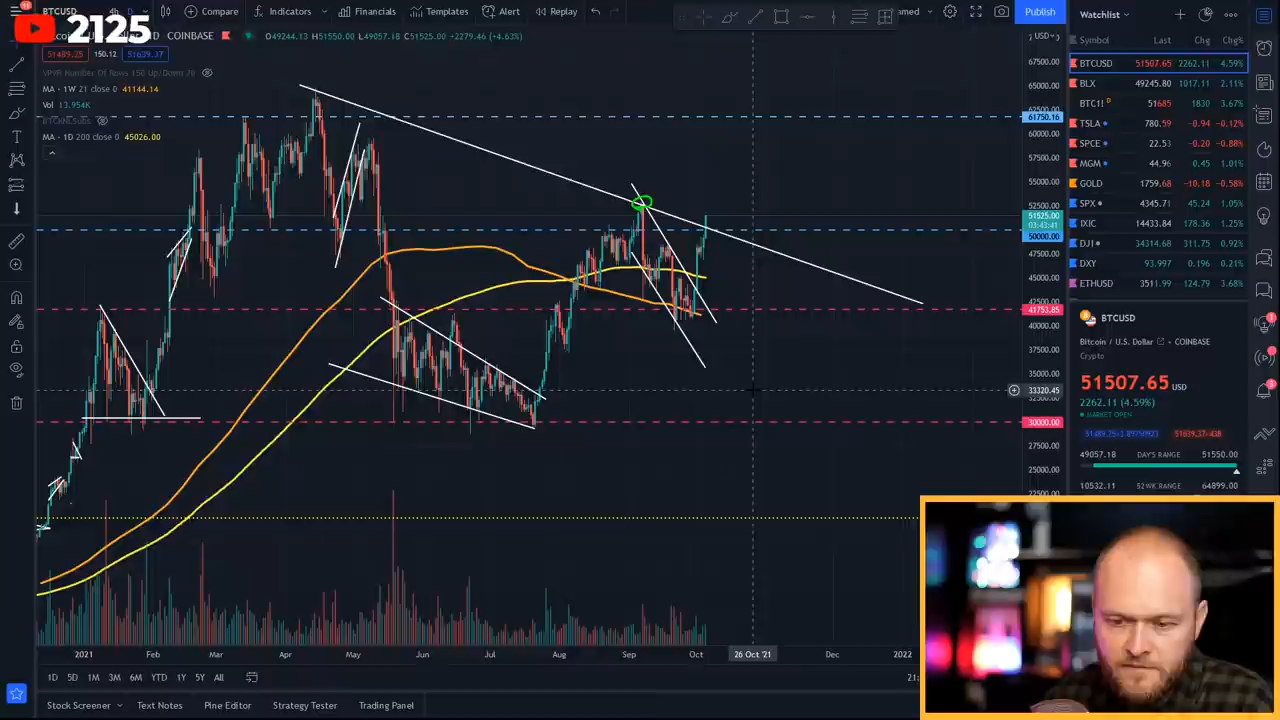 2125
BTCUSD
4h
D
Compare
Indicators
Financials
Templates
Alert
Replay
Publish
COINBASE
O49244.13 H51550.00 L49057.18 C51525.00 +2279.46 (+4.63%)
51489.25
150.12
51639.37
MA 1W 21 close 0 41144.14
Vol 13.954K
MA 1D 200 close 0 45026.00
USD
67500.00
65000.00
61750.16
60000.00
57500.00
55000.00
52500.00
51525.00
03:43:41
50000.00
47500.00
45000.00
41753.85
40000.00
37500.00
35000.00
33320.45
30000.00
27500.00
25000.00
2021
Feb
Mar
Apr
May
Jun
Jul
Aug
Sep
Oct
26 Oct '21
Dec
2022
1D 5D 1M 3M 6M YTD 1Y 5Y All
Stock Screener
Text Notes
Pine Editor
Strategy Tester
Trading Panel
Watchlist
Symbol Last Chg Chg%
BTCUSD 51507.65 2262.11 4.59%
BLX 49245.80 1017.11 2.11%
BTC1! D 51685 1830 3.67%
TSLA 780.59 -0.94 -0.12%
SPCE 22.53 -0.20 -0.88%
MGM 44.96 0.45 1.01%
GOLD 1759.68 -10.18 -0.58%
SPX 4345.71 45.24 1.05%
IXIC 14433.84 178.36 1.25%
DJI 34314.68 311.75 0.92%
DXY 93.997 0.196 0.21%
ETHUSD 3511.99 124.79 3.68%
BTCUSD
Bitcoin / U.S. Dollar COINBASE
Crypto
51507.65 USD
2262.11 (4.59%)
MARKET OPEN
49057.18 DAY'S RANGE 51550.00
10532.11 52WK RANGE 64899.00